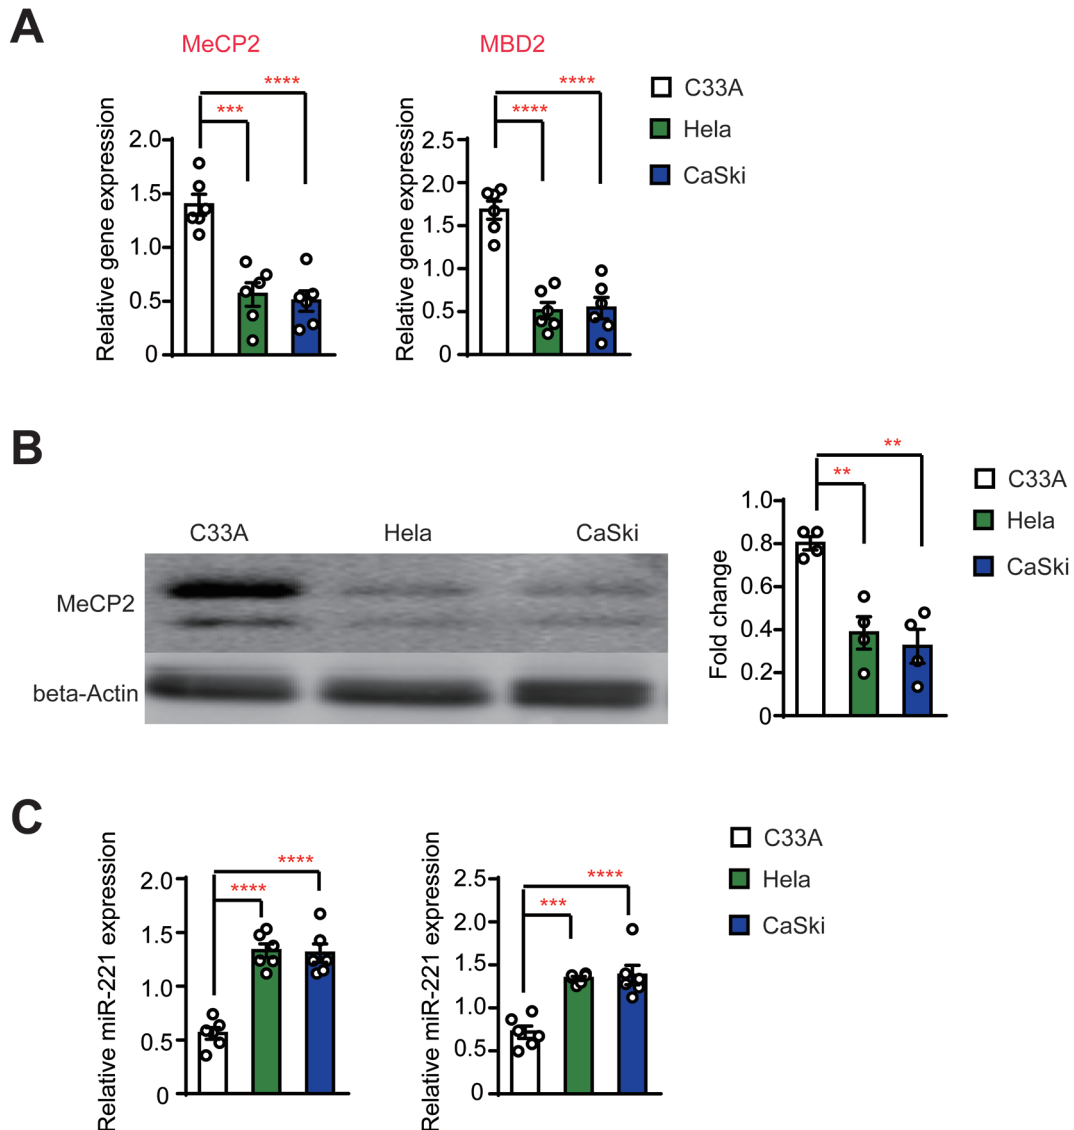 A
MeCP2
MBD2
**** 
*** 
**** 
**** 
C33A
Hela
CaSki
Relative gene expression
2.0
1.5
1.0
0.5
0
Relative gene expression
2.5
2.0
1.5
1.0
0.5
0
B
C33A
Hela
CaSki
MeCP2
beta-Actin
**
**
Fold change
1.0
0.8
0.6
0.4
0.2
0
C33A
Hela
CaSki
C
Relative miR-221 expression
2.0
1.5
1.0
0.5
0
****
****
Relative miR-221 expression
2.5
2.0
1.5
1.0
0.5
0
****
***
C33A
Hela
CaSki